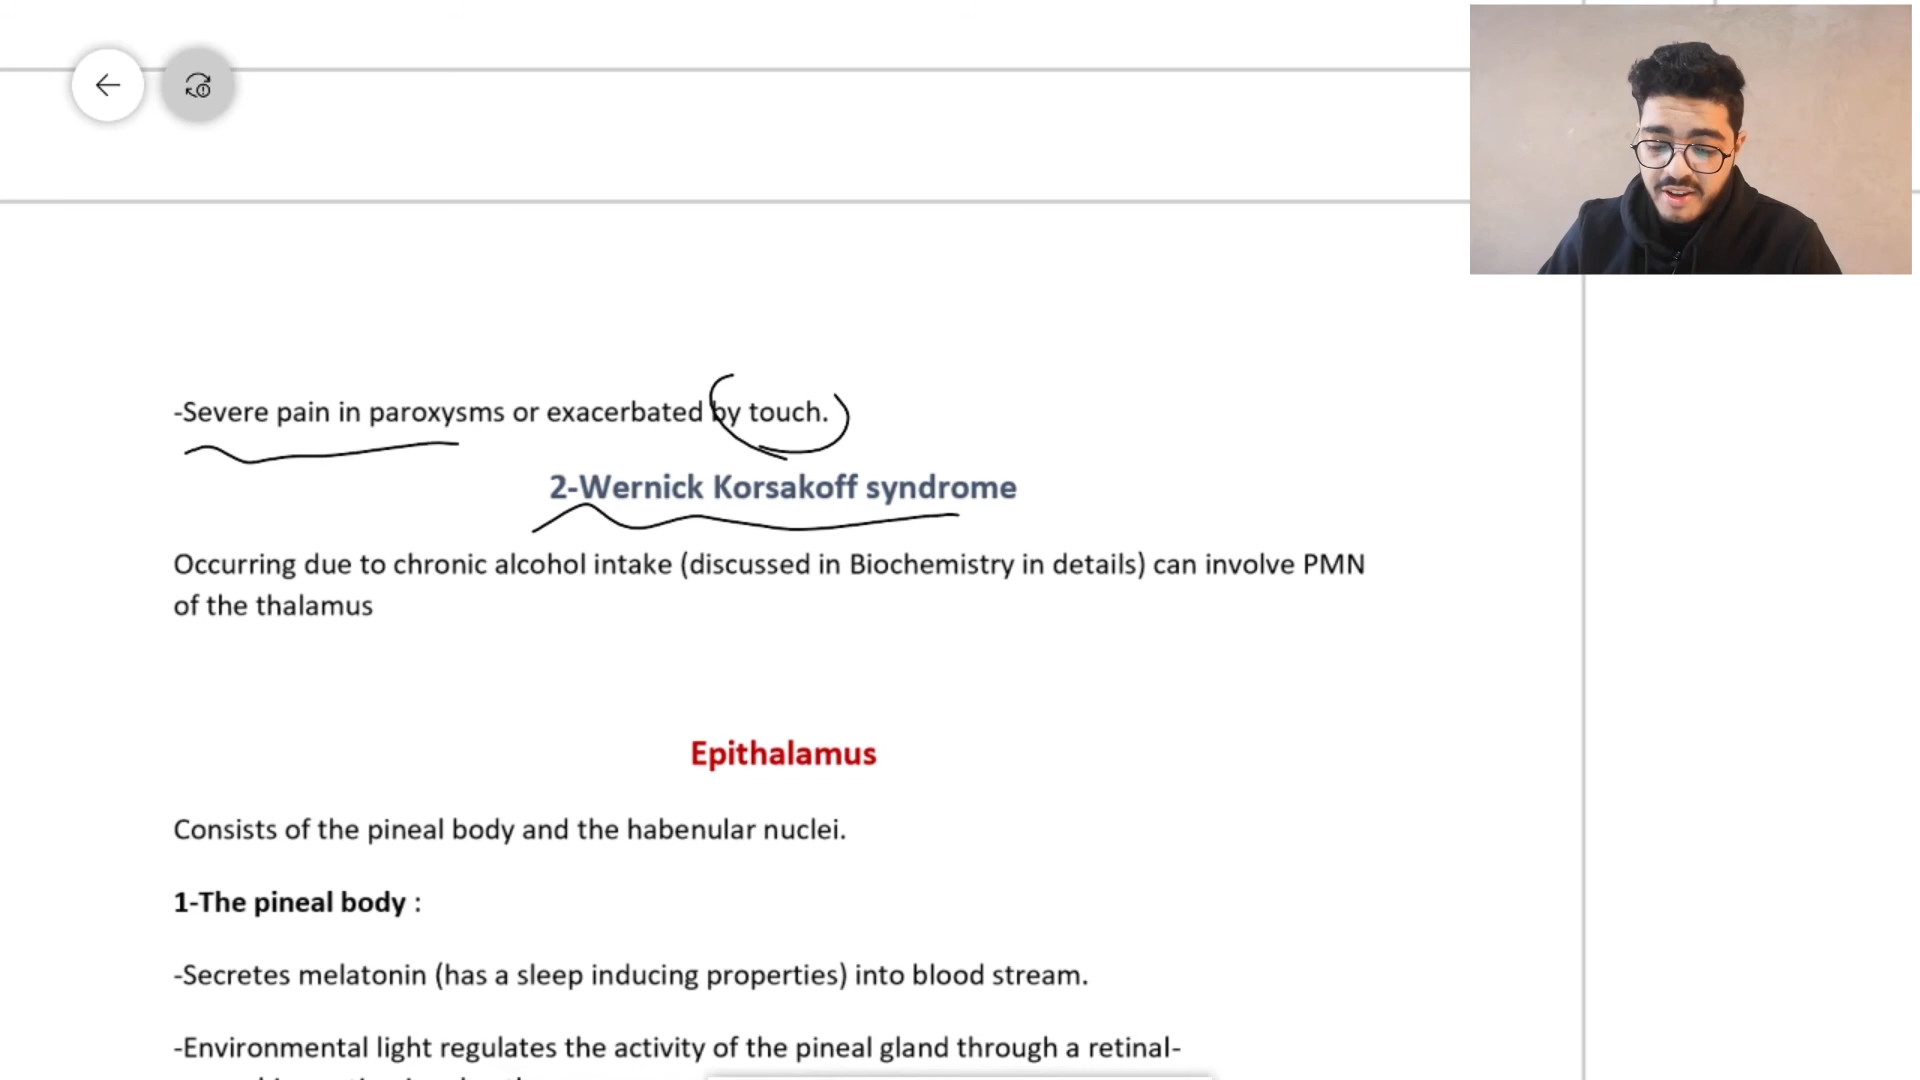 -Severe pain in paroxysms or exacerbated by touch.
2-Wernick Korsakoff syndrome
Occurring due to chronic alcohol intake (discussed in Biochemistry in details) can involve PMN
of the thalamus
Epithalamus
Consists of the pineal body and the habenular nuclei.
1-The pineal body :
-Secretes melatonin (has a sleep inducing properties) into blood stream.
-Environmental light regulates the activity of the pineal gland through a retinal-